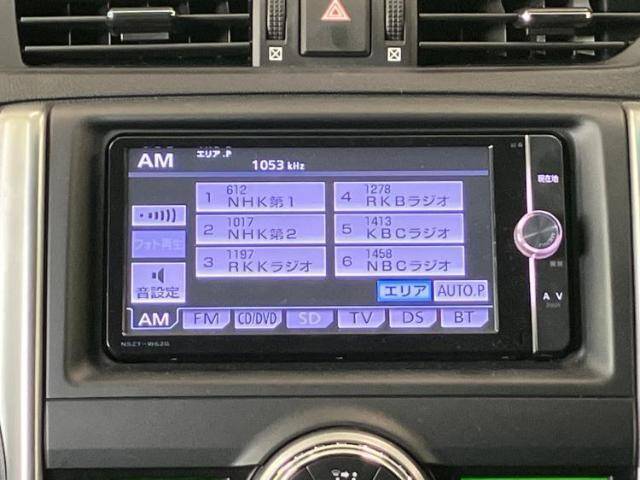 AM
エリア.P
1053 kHz
1 612 NHK第1
4 1278 RKBラジオ
2 1017 NHK第2
5 1413 KBCラジオ
3 1197 RKKラジオ
6 1458 NBCラジオ
フォト再生
音設定
エリア AUTO.P
AM FM CD/DVD SD TV DS BT
現在地
AV
NSZT-W62G